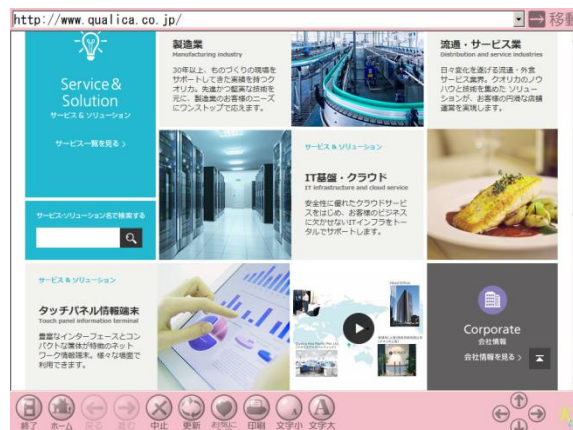 http://www.qualica.co.jp/
移動
Service &
Solution
サービス & ソリューション
サービス一覧を見る
製造業
Manufacturing industry
30年以上、ものづくりの現場を
サポートしてきた実績を持つク
オリカ。先進かつ堅実な技術を
元に、製造業のお客様のニーズ
にワンストップで応えます。
流通・サービス業
Distribution and service industries
日々変化を遂げる流通・外食
サービス業界。クオリカのノウ
ハウと技術を集めた ソリュー
ションが、お客様の円滑な店舗
運営を実現します。
サービス & ソリューション
IT基盤・クラウド
IT infrastructure and cloud service
安全性に優れたクラウドサービ
スをはじめ、お客様のビジネス
に欠かせないITインフラをトー
タルでサポートします。
サービス・ソリューション名で検索する
サービス & ソリューション
タッチパネル情報端末
Touch panel information terminal
豊富なインターフェースとコン
パクトな筐体が特徴のネット
ワーク情報端末。様々な場面で
利用できます。
Corporate
会社情報
会社情報を見る
終了
ホーム
戻る
進む
中止
更新
印刷
文字小
文字大